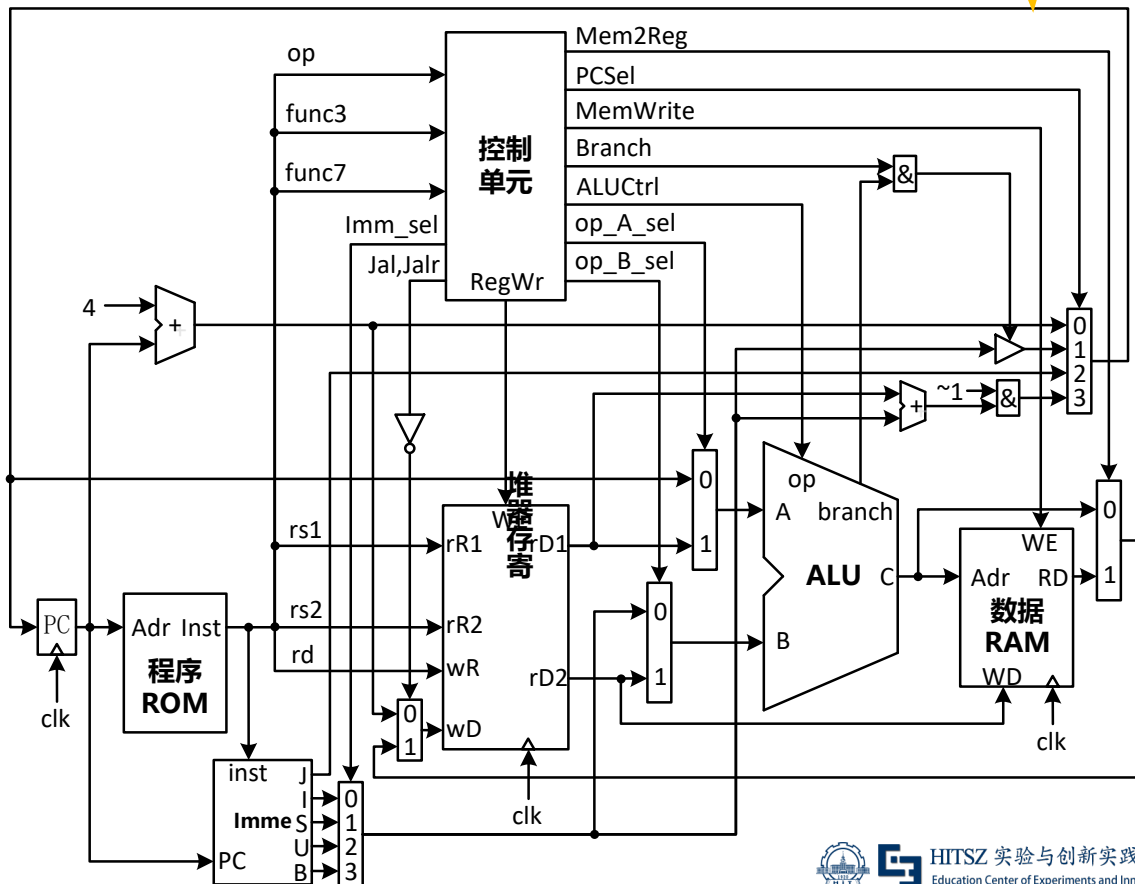 Mem2Reg
op
PCSel
MemWrite
func3
控制
单元
Branch
&
func7
ALUCtrl
Imm_sel
op_A_sel
Jal,Jalr
op_B_sel
RegWr
4
+
0
1
2
3
~1
+
&
堆
器
存
寄
W
op
0
1
A
branch
0
1
rs1
rR1
rD1
WE
ALU
C
Adr
RD
0
1
数据
RAM
PC
Adr
Inst
rs2
rR2
B
程序
ROM
rd
wR
rD2
WD
clk
0
1
wD
clk
inst
J
I
0
clk
Imme
S
1
U
2
PC
B
3
HITSZ 实验与创新实践
Education Center of Experiments and Inn